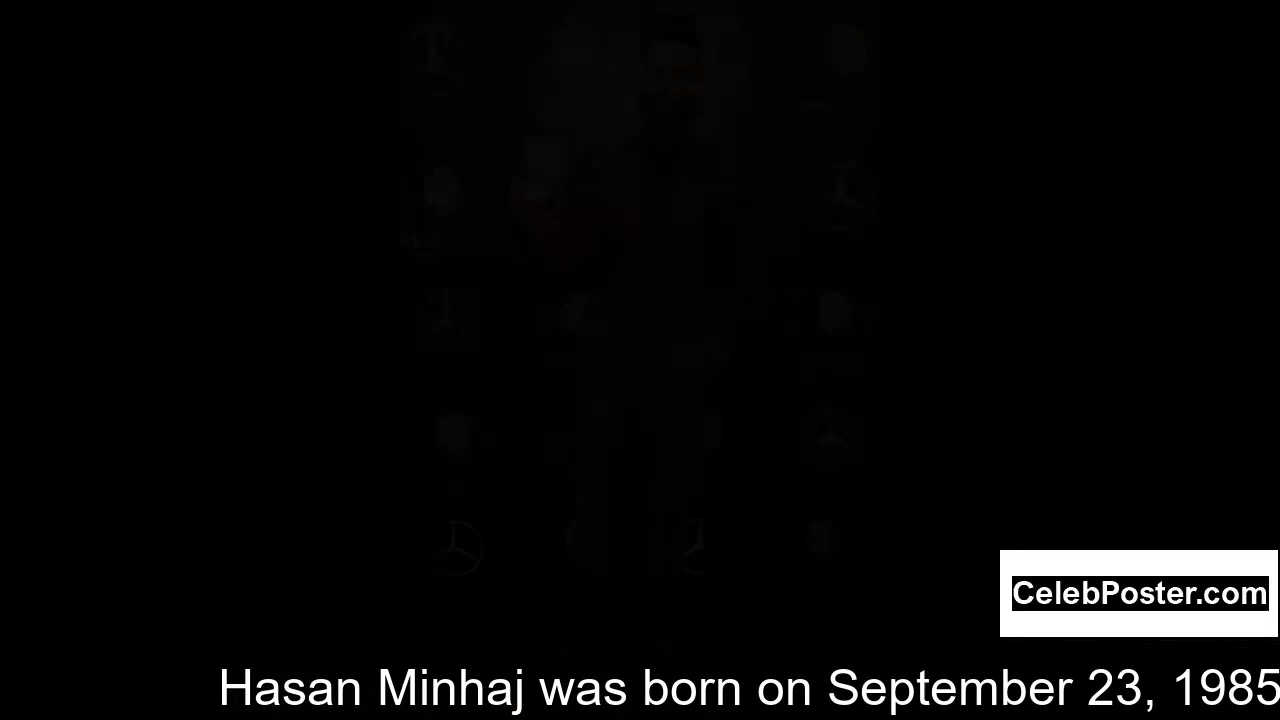 CelebPoster.com
Hasan Minhaj was born on September 23, 1985